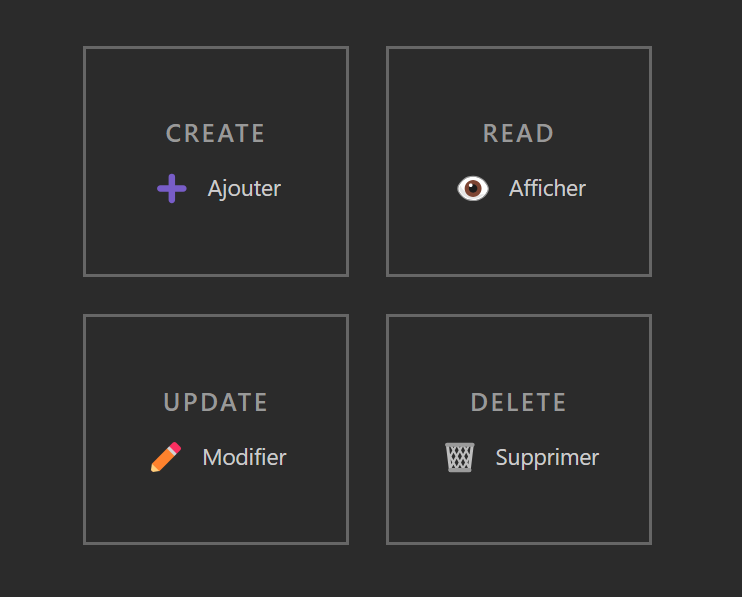 CREATE
➕ Ajouter
READ
👁️ Afficher
UPDATE
✏️ Modifier
DELETE
🗑️ Supprimer